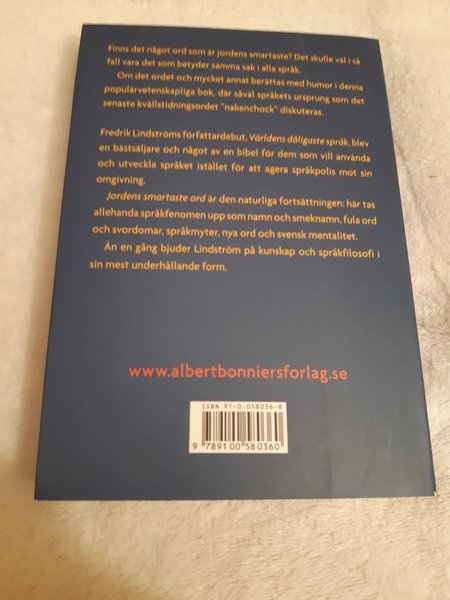 Finns det något ord som är jordens smartaste? Det skulle väl i så
fall vara det som betyder samma sak i alla språk.
Om det ordet och mycket annat berättas med humor i denna
populärvetenskapliga bok, där såväl språkets ursprung som det
senaste kvällstidningsordet "nakenchock" diskuteras.
Fredrik Lindströms författardebut, Världens dåligaste språk, blev
en bästsäljare och något av en bibel för dem som vill använda
och utveckla språket istället för att agera språkpolis mot sin
omgivning.
Jordens smartaste ord är den naturliga fortsättningen: här tas
allehanda språkfenomen upp som namn och smeknamn, fula ord
och svordomar, språkmyter, nya ord och svensk mentalitet.
Än en gång bjuder Lindström på kunskap och språkfilosofi i
sin mest underhållande form.
www.albertbonniersforlag.se
ISBN 91-0-058036-8
9 789100 580360